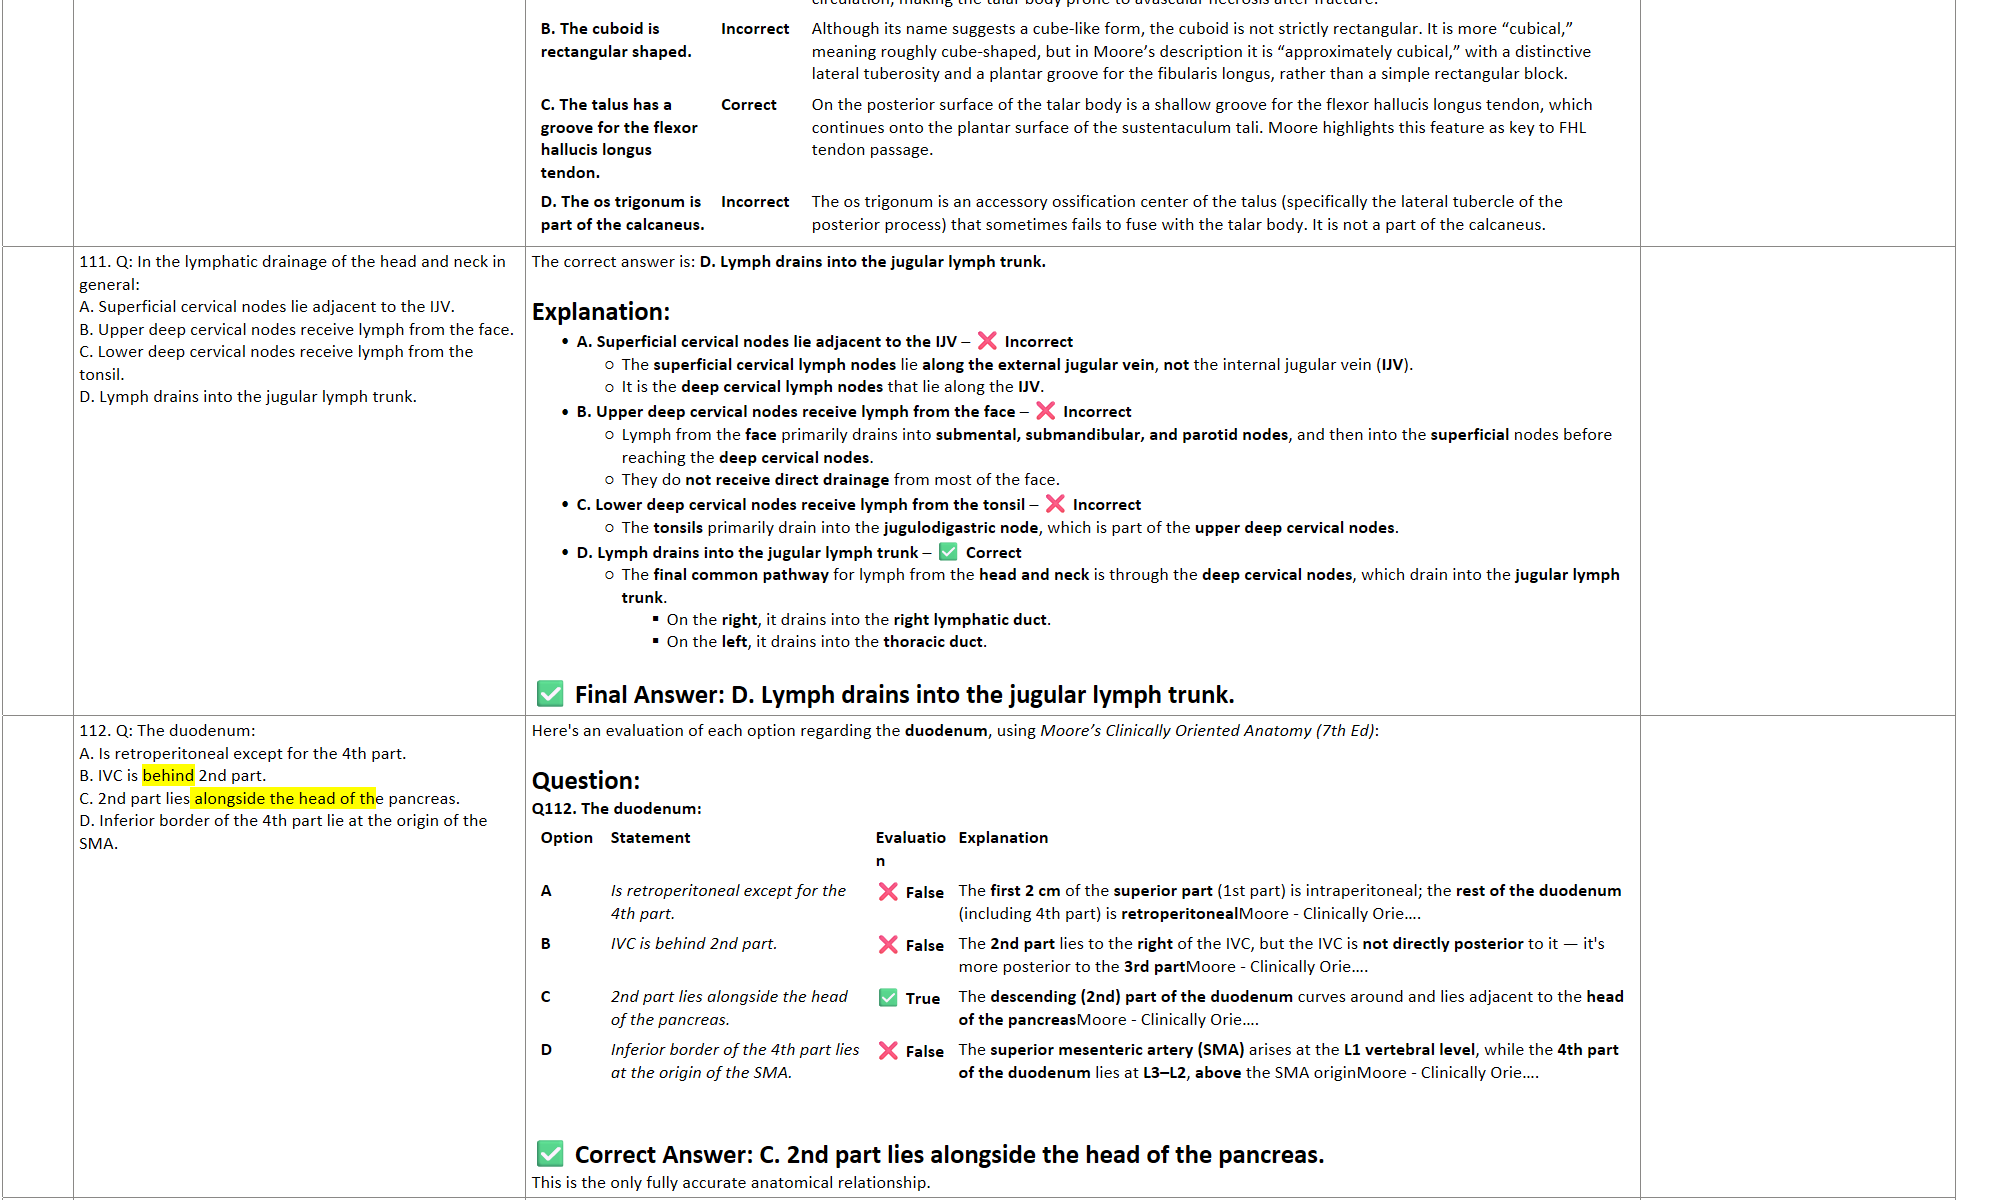 B. The cuboid is rectangular shaped.
Incorrect
Although its name suggests a cube-like form, the cuboid is not strictly rectangular. It is more “cubical,”
meaning roughly cube-shaped, but in Moore’s description it is “approximately cubical,” with a distinctive
lateral tuberosity and a plantar groove for the fibularis longus, rather than a simple rectangular block.
C. The talus has a
groove for the flexor
hallucis longus
tendon.
Correct
On the posterior surface of the talar body is a shallow groove for the flexor hallucis longus tendon, which
continues onto the plantar surface of the sustentaculum tali. Moore highlights this feature as key to FHL
tendon passage.
D. The os trigonum is
part of the calcaneus.
Incorrect
The os trigonum is an accessory ossification center of the talus (specifically the lateral tubercle of the
posterior process) that sometimes fails to fuse with the talar body. It is not a part of the calcaneus.
111. Q: In the lymphatic drainage of the head and neck in
general:
A. Superficial cervical nodes lie adjacent to the IJV.
B. Upper deep cervical nodes receive lymph from the face.
C. Lower deep cervical nodes receive lymph from the
tonsil.
D. Lymph drains into the jugular lymph trunk.
The correct answer is: D. Lymph drains into the jugular lymph trunk.
Explanation:
• A. Superficial cervical nodes lie adjacent to the IJV – ❌ Incorrect
○ The superficial cervical lymph nodes lie along the external jugular vein, not the internal jugular vein (IJV).
○ It is the deep cervical lymph nodes that lie along the IJV.
• B. Upper deep cervical nodes receive lymph from the face – ❌ Incorrect
○ Lymph from the face primarily drains into submental, submandibular, and parotid nodes, and then into the superficial nodes before
reaching the deep cervical nodes.
○ They do not receive direct drainage from most of the face.
• C. Lower deep cervical nodes receive lymph from the tonsil – ❌ Incorrect
○ The tonsils primarily drain into the jugulodigastric node, which is part of the upper deep cervical nodes.
• D. Lymph drains into the jugular lymph trunk – ✅ Correct
○ The final common pathway for lymph from the head and neck is through the deep cervical nodes, which drain into the jugular lymph
trunk.
▪ On the right, it drains into the right lymphatic duct.
▪ On the left, it drains into the thoracic duct.
✅ Final Answer: D. Lymph drains into the jugular lymph trunk.
112. Q: The duodenum:
A. Is retroperitoneal except for the 4th part.
B. IVC is behind 2nd part.
C. 2nd part lies alongside the head of the pancreas.
D. Inferior border of the 4th part lie at the origin of the
SMA.
Here's an evaluation of each option regarding the duodenum, using Moore’s Clinically Oriented Anatomy (7th Ed):
Question:
Q112. The duodenum:
Option Statement Evaluatio
n Explanation
A
Is retroperitoneal except for the
4th part.
❌ False
The first 2 cm of the superior part (1st part) is intraperitoneal; the rest of the duodenum
(including 4th part) is retroperitonealMoore - Clinically Orie….
B
IVC is behind 2nd part.
❌ False
The 2nd part lies to the right of the IVC, but the IVC is not directly posterior to it — it's
more posterior to the 3rd partMoore - Clinically Orie….
C
2nd part lies alongside the head
of the pancreas.
✅ True
The descending (2nd) part of the duodenum curves around and lies adjacent to the head
of the pancreasMoore - Clinically Orie….
D
Inferior border of the 4th part lies
at the origin of the SMA.
❌ False
The superior mesenteric artery (SMA) arises at the L1 vertebral level, while the 4th part
of the duodenum lies at L3–L2, above the SMA originMoore - Clinically Orie….
✅ Correct Answer: C. 2nd part lies alongside the head of the pancreas.
This is the only fully accurate anatomical relationship.